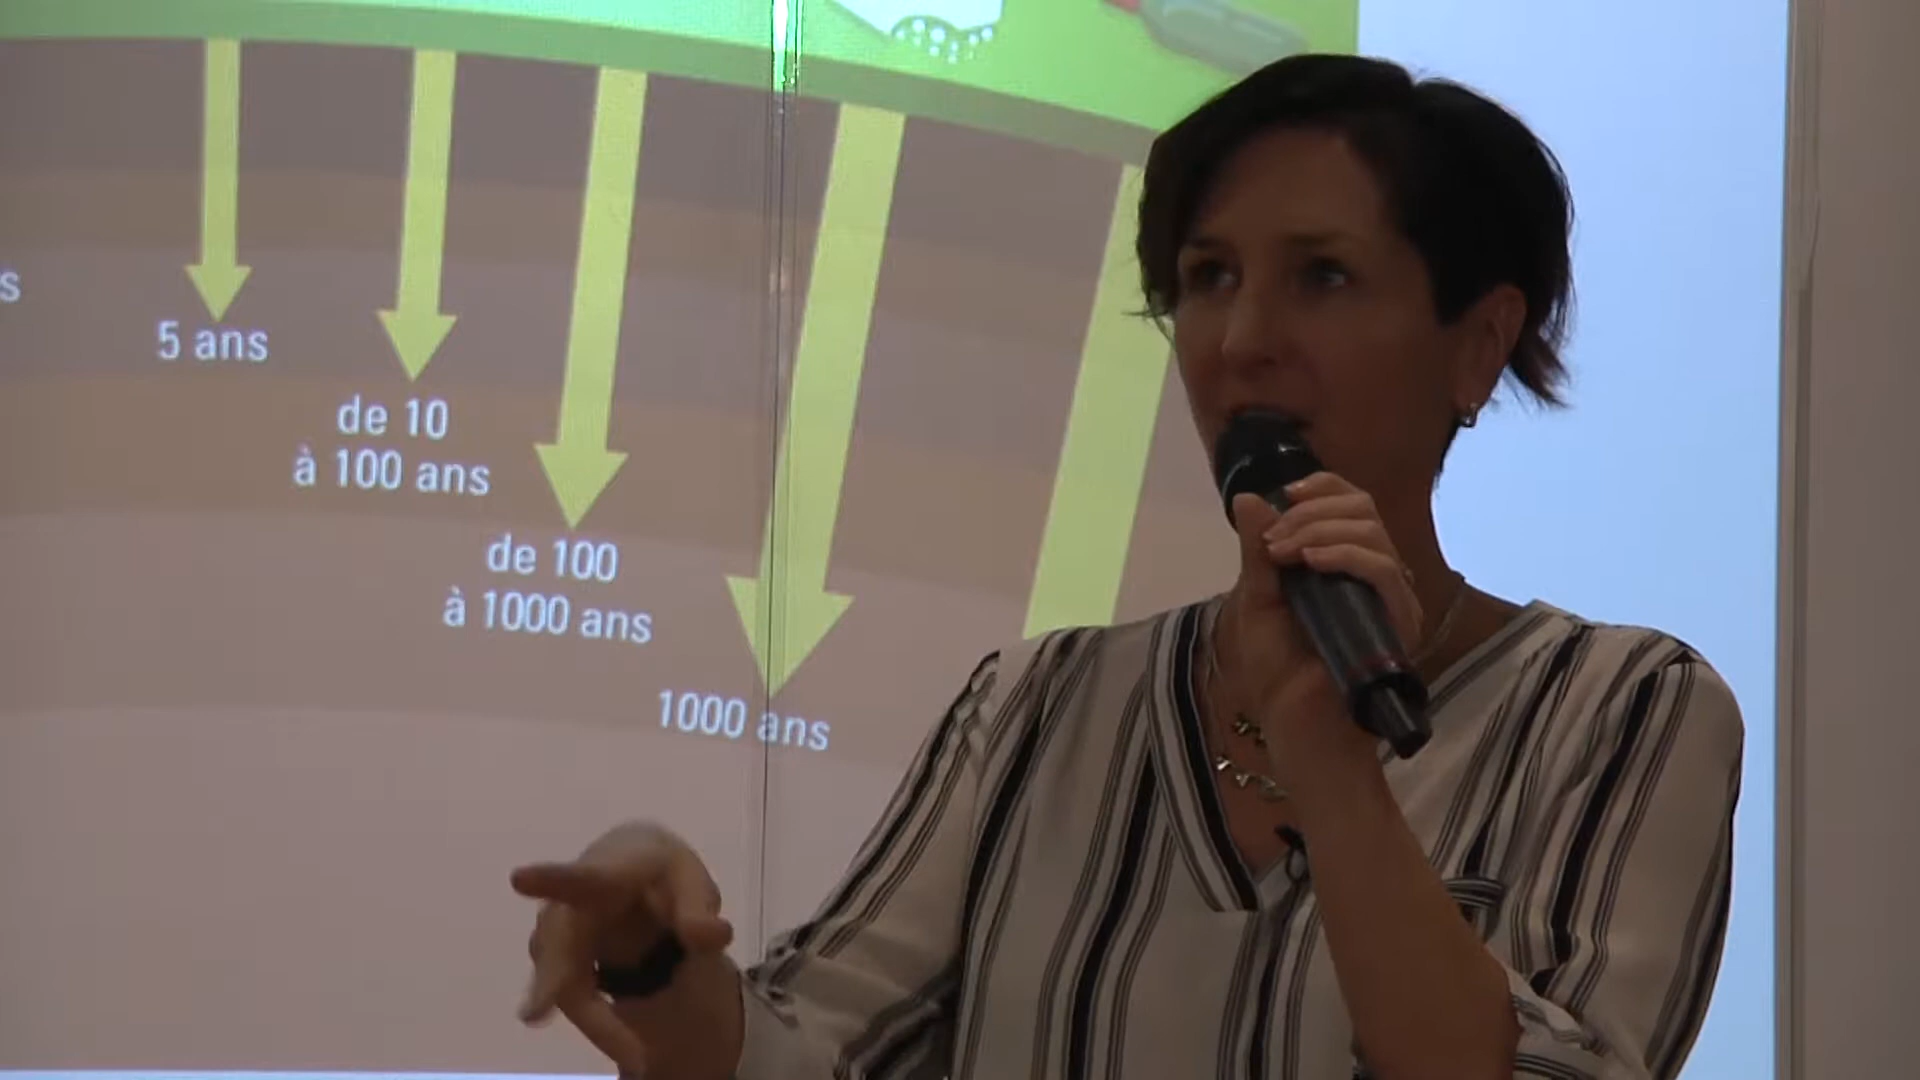 s
5 ans
de 10
à 100 ans
de 100
à 1000 ans
1000 ans